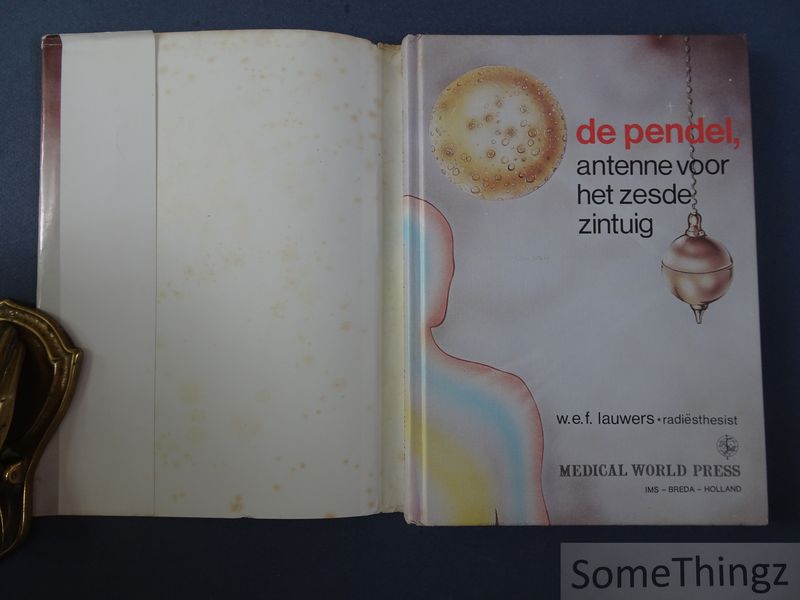 de pendel,
antenne voor
het zesde
zintuig
w.e.f. lauwers • radiësthesist
MEDICAL WORLD PRESS
IMS – BREDA – HOLLAND
SomeThingz